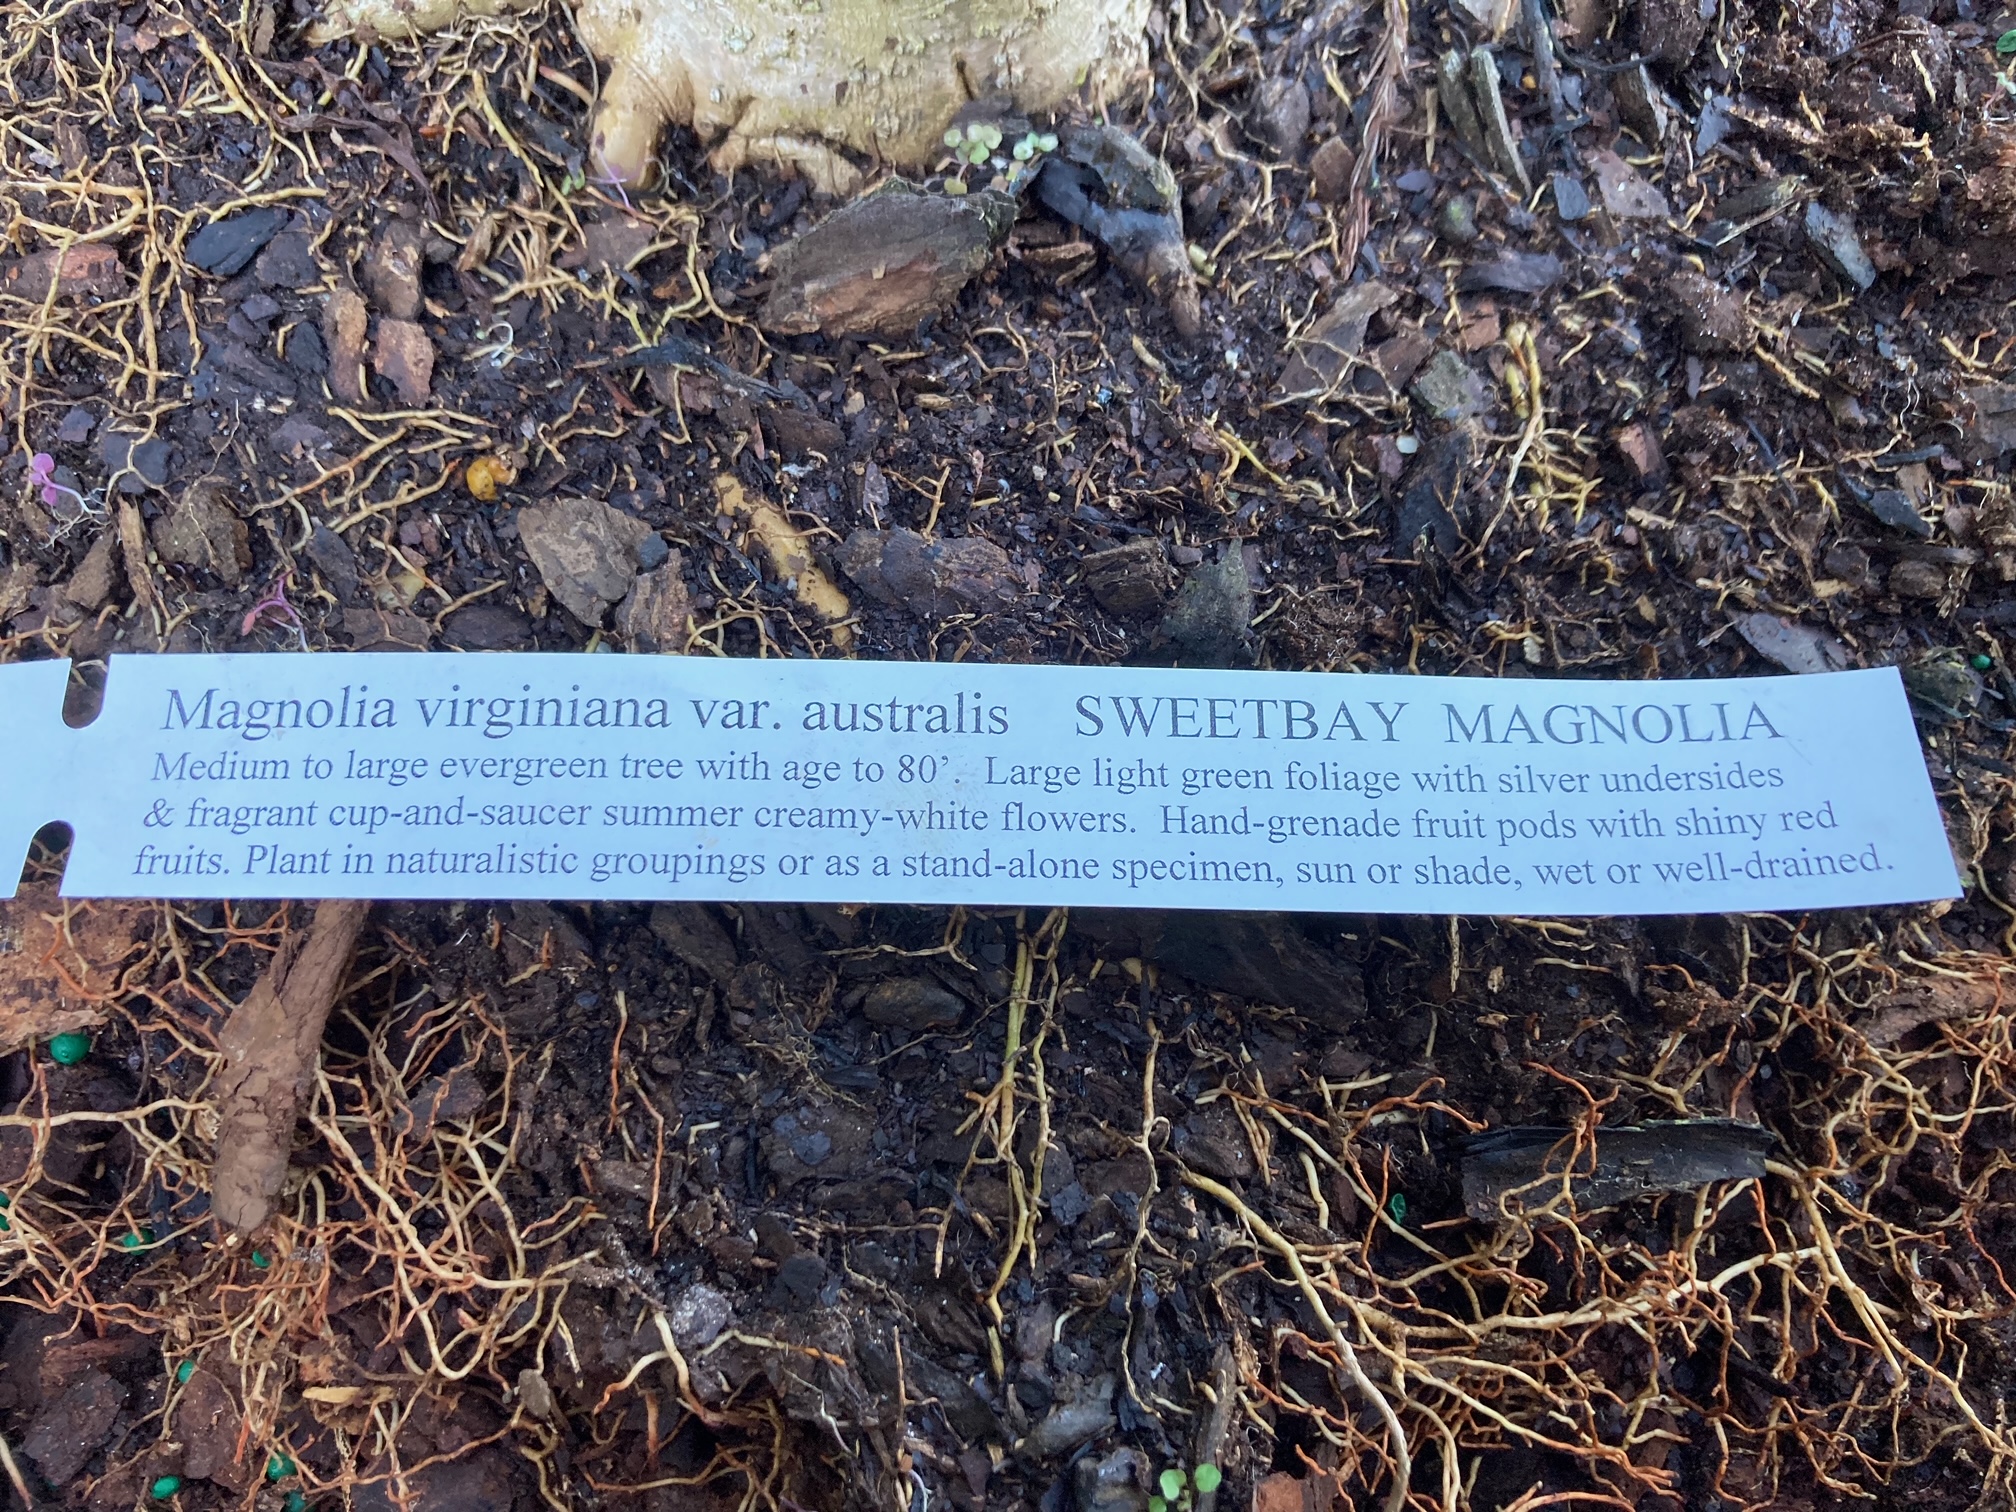 Magnolia virginiana var. australis SWEETBAY MAGNOLIA
Medium to large evergreen tree with age to 80’. Large light green foliage with silver undersides
& fragrant cup-and-saucer summer creamy-white flowers. Hand-grenade fruit pods with shiny red
fruits. Plant in naturalistic groupings or as a stand-alone specimen, sun or shade, wet or well-drained.